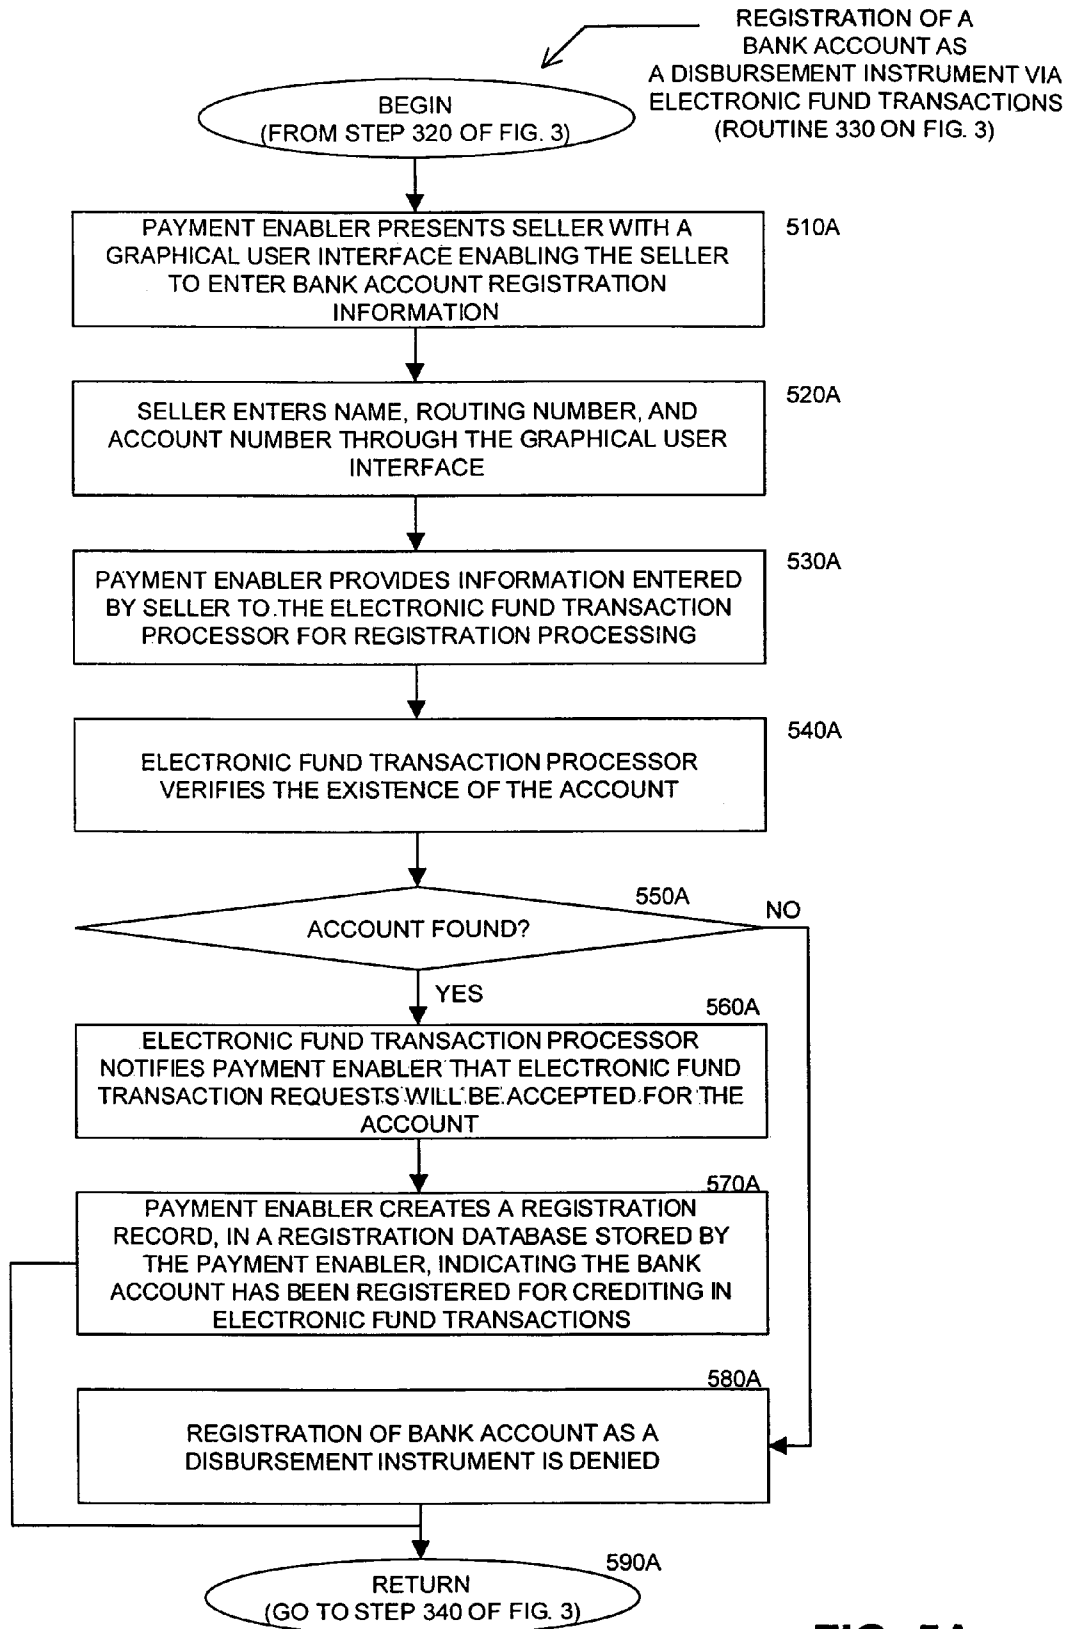 REGISTRATION OF A
BANK ACCOUNT AS
A DISBURSEMENT INSTRUMENT VIA
ELECTRONIC FUND TRANSACTIONS
(ROUTINE 330 ON FIG. 3)
BEGIN
(FROM STEP 320 OF FIG. 3)
510A
PAYMENT ENABLER PRESENTS SELLER WITH A
GRAPHICAL USER INTERFACE ENABLING THE SELLER
TO ENTER BANK ACCOUNT REGISTRATION
INFORMATION
520A
SELLER ENTERS NAME, ROUTING NUMBER, AND
ACCOUNT NUMBER THROUGH THE GRAPHICAL USER
INTERFACE
530A
PAYMENT ENABLER PROVIDES INFORMATION ENTERED
BY SELLER TO THE ELECTRONIC FUND TRANSACTION
PROCESSOR FOR REGISTRATION PROCESSING
540A
ELECTRONIC FUND TRANSACTION PROCESSOR
VERIFIES THE EXISTENCE OF THE ACCOUNT
550A
NO
ACCOUNT FOUND?
YES
560A
ELECTRONIC FUND TRANSACTION PROCESSOR
NOTIFIES PAYMENT ENABLER THAT ELECTRONIC FUND
TRANSACTION REQUESTS WILL BE ACCEPTED FOR THE
ACCOUNT
570A
PAYMENT ENABLER CREATES A REGISTRATION
RECORD, IN A REGISTRATION DATABASE STORED BY
THE PAYMENT ENABLER, INDICATING THE BANK
ACCOUNT HAS BEEN REGISTERED FOR CREDITING IN
ELECTRONIC FUND TRANSACTIONS
580A
REGISTRATION OF BANK ACCOUNT AS A
DISBURSEMENT INSTRUMENT IS DENIED
590A
RETURN
(GO TO STEP 340 OF FIG. 3)